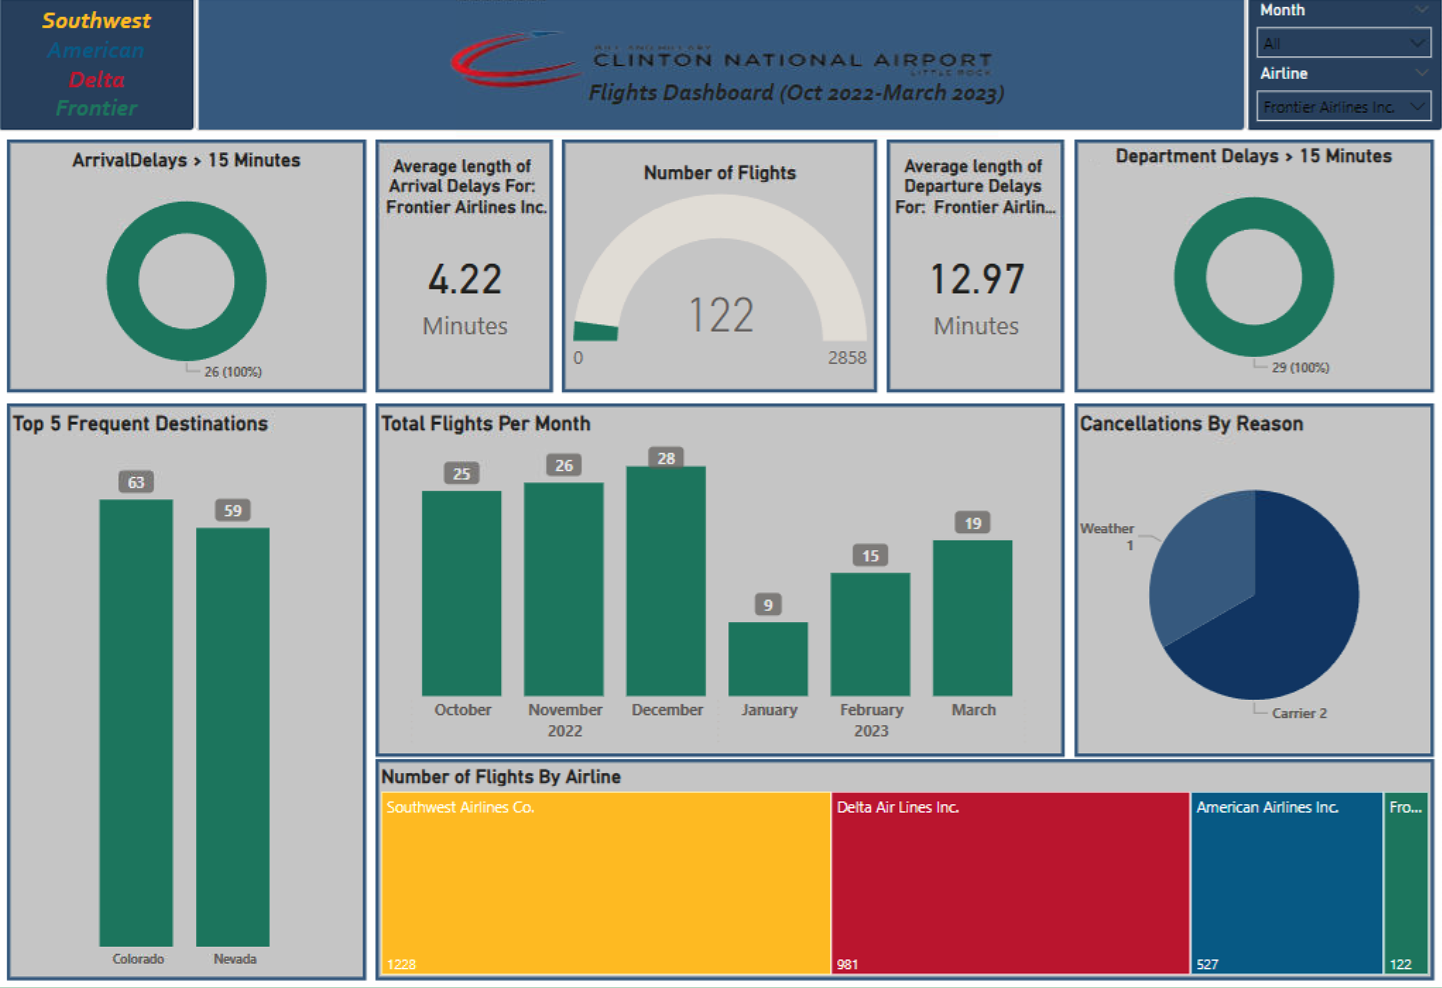 Southwest
American
Delta
Frontier
BILL AND HILLARY
CLINTON NATIONAL AIRPORT
LITTLE ROCK
Flights Dashboard (Oct 2022-March 2023)
Month
All
Airline
Frontier Airlines Inc.
ArrivalDelays > 15 Minutes
26 (100%)
Average length of
Arrival Delays For:
Frontier Airlines Inc.
4.22
Minutes
Number of Flights
122
0
2858
Average length of
Departure Delays
For: Frontier Airlin...
12.97
Minutes
Department Delays > 15 Minutes
29 (100%)
Top 5 Frequent Destinations
63
59
Colorado
Nevada
Total Flights Per Month
25
26
28
9
15
19
October
November
December
January
February
March
2022
2023
Cancellations By Reason
Weather
1
Carrier 2
Number of Flights By Airline
Southwest Airlines Co.
1228
Delta Air Lines Inc.
981
American Airlines Inc.
527
Fro...
122